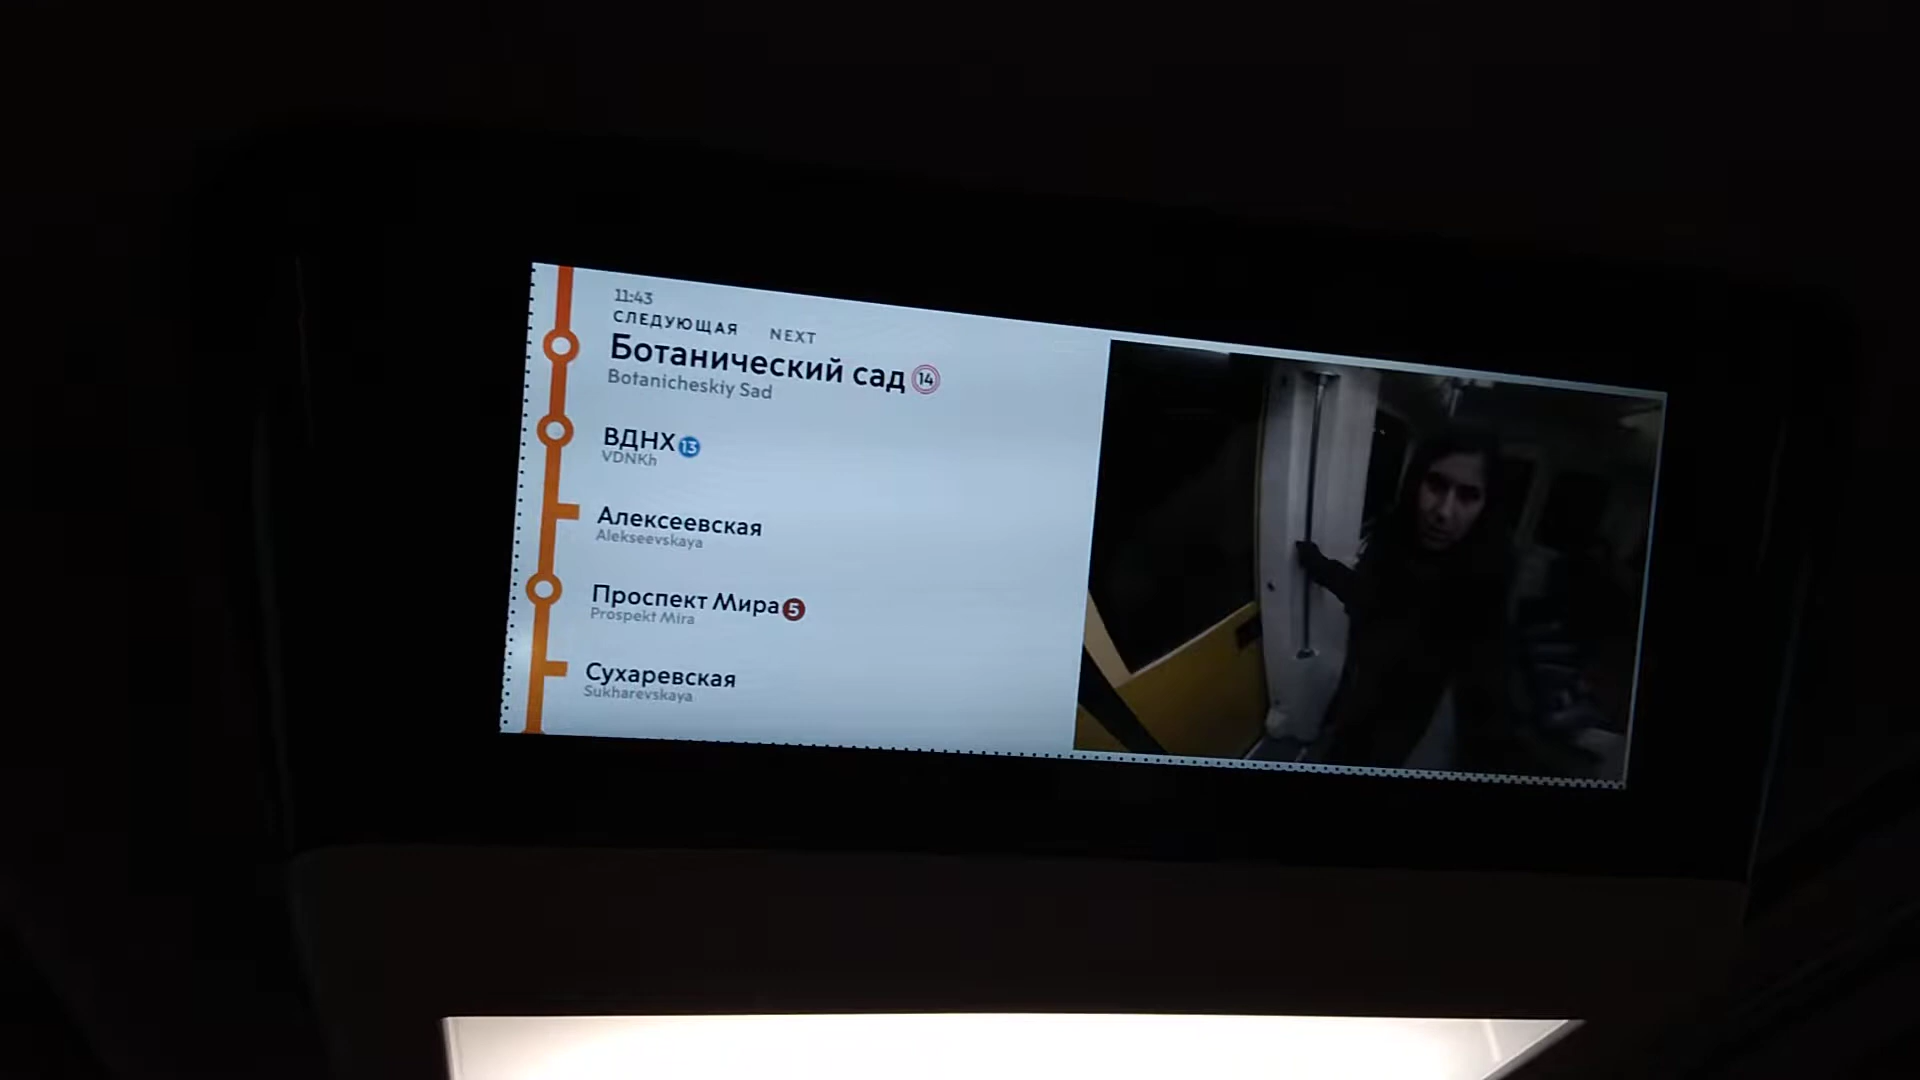 11:43
СЛЕДУЮЩАЯ NEXT
Ботанический сад 14
Botanicheskiy Sad
ВДНХ 13
VDNKh
Алексеевская
Alekseevskaya
Проспект Мира 5
Prospekt Mira
Сухаревская
Sukharevskaya